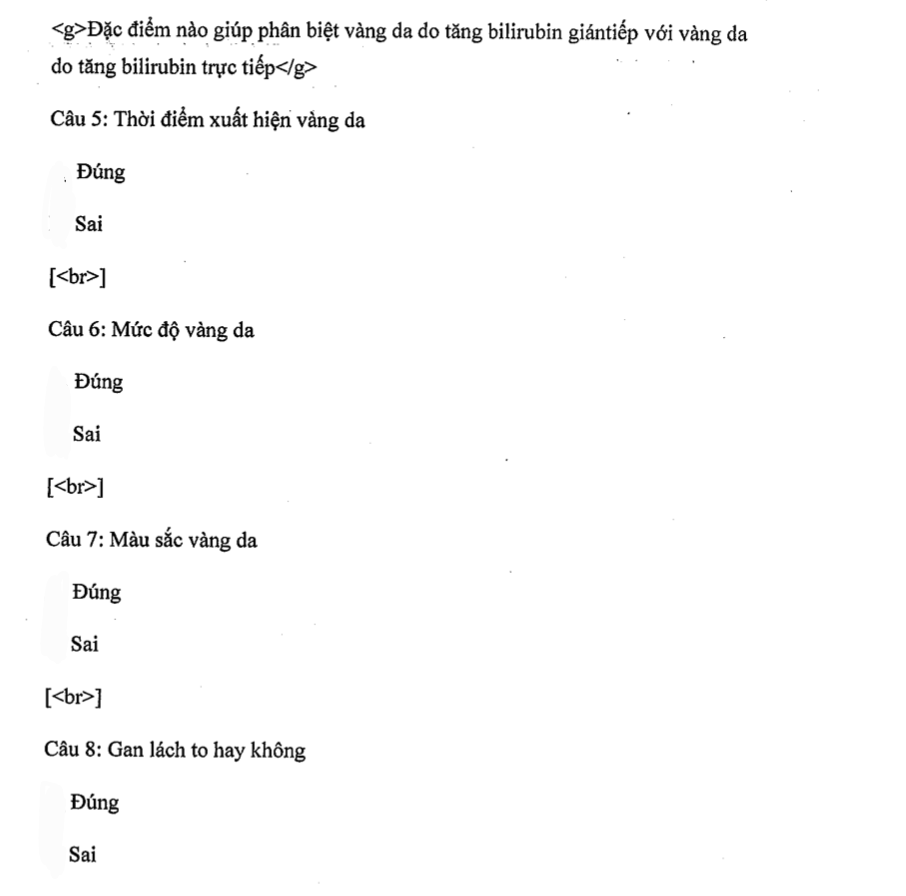 <g>Đặc điểm nào giúp phân biệt vàng da do tăng bilirubin giántiếp với vàng da
do tăng bilirubin trực tiếp</g>
Câu 5: Thời điểm xuất hiện vàng da
Đúng
Sai
[<br>]
Câu 6: Mức độ vàng da
Đúng
Sai
[<br>]
Câu 7: Màu sắc vàng da
Đúng
Sai
[<br>]
Câu 8: Gan lách to hay không
Đúng
Sai